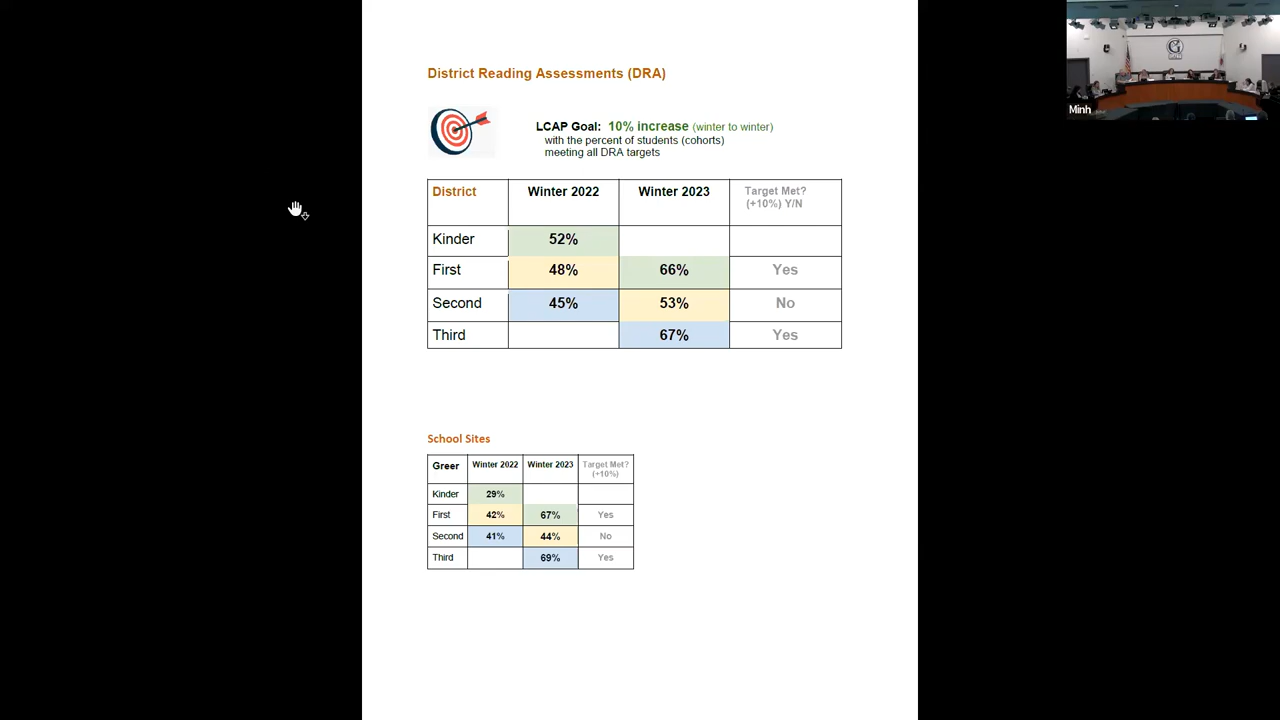 District Reading Assessments (DRA)
LCAP Goal: 10% increase (winter to winter)
with the percent of students (cohorts)
meeting all DRA targets
District Winter 2022 Winter 2023 Target Met?
(+10%) Y/N
Kinder 52%
First 48% 66% Yes
Second 45% 53% No
Third 67% Yes
School Sites
Greer Winter 2022 Winter 2023 Target Met?
(+10%)
Kinder 29%
First 42% 67% Yes
Second 41% 44% No
Third 69% Yes
Minh